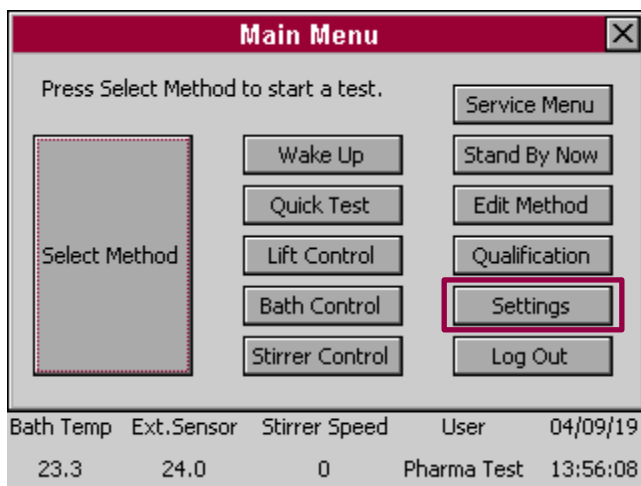 Main Menu
Press Select Method to start a test.
Service Menu
Wake Up
Stand By Now
Quick Test
Edit Method
Select Method
Lift Control
Qualification
Bath Control
Settings
Stirrer Control
Log Out
Bath Temp Ext.Sensor Stirrer Speed User 04/09/19
23.3 24.0 0 Pharma Test 13:56:08